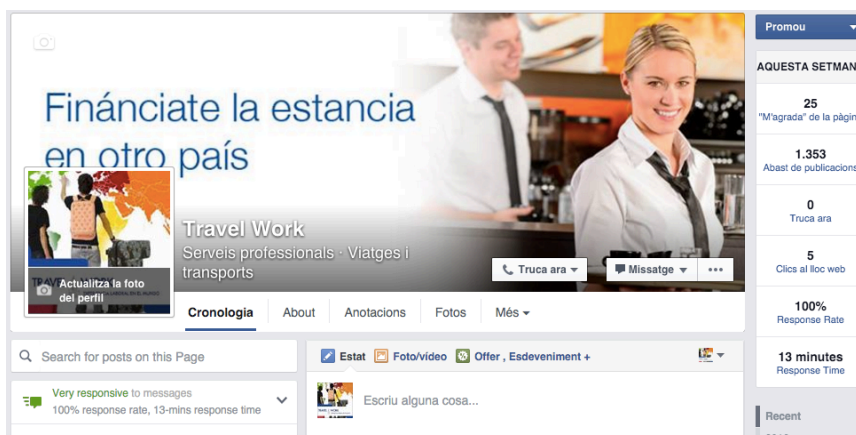 Finánciate la estancia
en otro país
Travel Work
Serveis professionals · Viatges i
transports
Actualitza la foto
del perfil
Truca ara
Missatge
Cronologia
About
Anotacions
Fotos
Més
Search for posts on this Page
Very responsive to messages
100% response rate, 13-mins response time
Estat
Foto/vídeo
Offer , Esdeveniment +
Escriu alguna cosa...
Promou
AQUESTA SETMAN
25
"M'agrada" de la pàgin
1.353
Abast de publicacions
0
Truca ara
5
Clics al lloc web
100%
Response Rate
13 minutes
Response Time
Recent